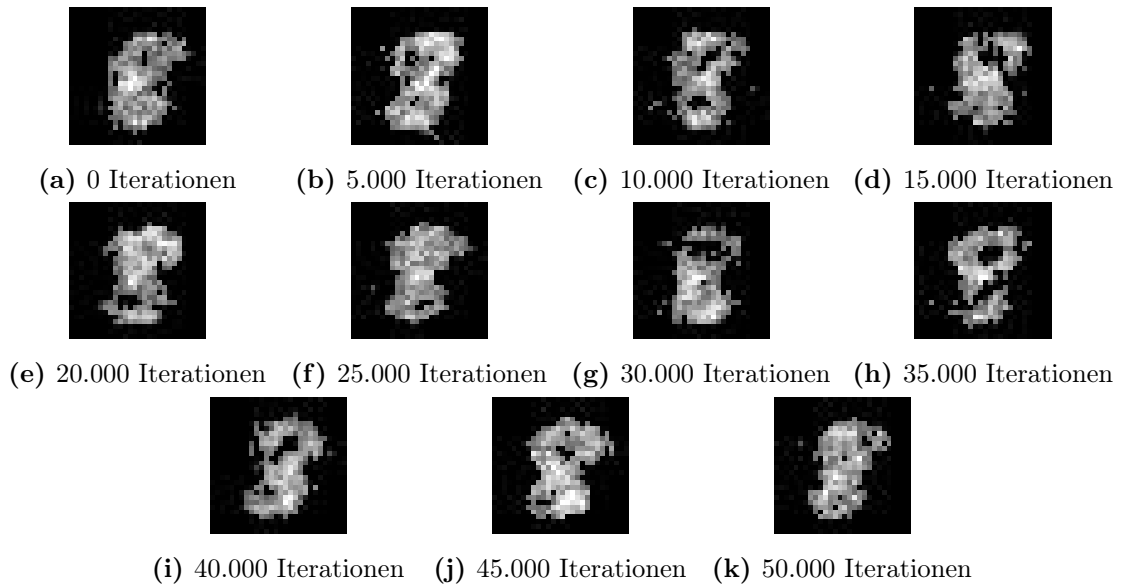 (a) 0 Iterationen (b) 5.000 Iterationen (c) 10.000 Iterationen (d) 15.000 Iterationen
(e) 20.000 Iterationen (f) 25.000 Iterationen (g) 30.000 Iterationen (h) 35.000 Iterationen
(i) 40.000 Iterationen (j) 45.000 Iterationen (k) 50.000 Iterationen